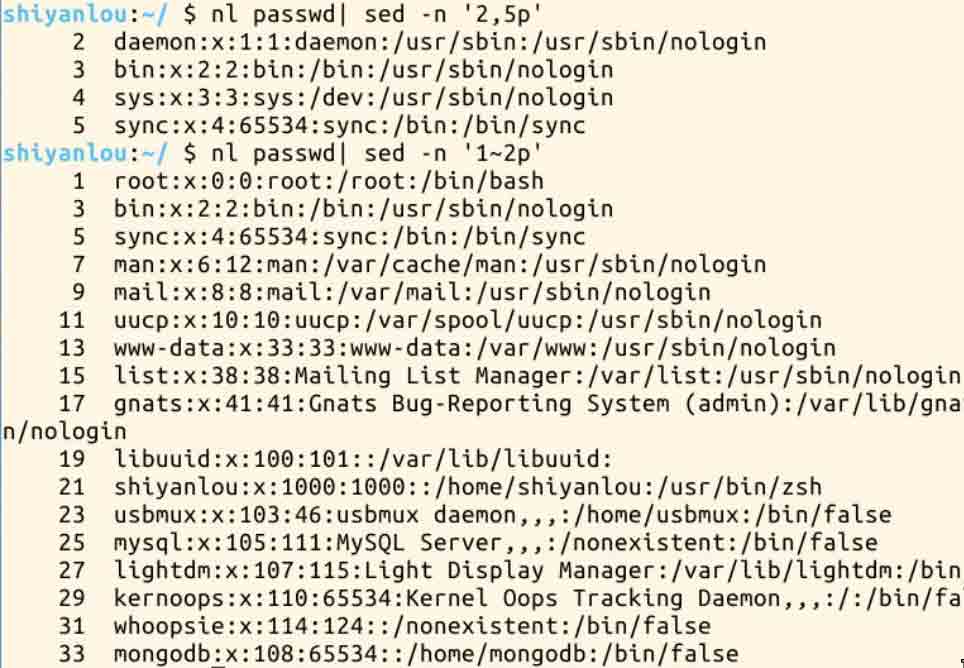 shiyanlou:~/ $ nl passwd| sed -n '2,5p'
2 daemon:x:1:1:daemon:/usr/sbin:/usr/sbin/nologin
3 bin:x:2:2:bin:/bin:/usr/sbin/nologin
4 sys:x:3:3:sys:/dev:/usr/sbin/nologin
5 sync:x:4:65534:sync:/bin:/bin/sync
shiyanlou:~/ $ nl passwd| sed -n '1~2p'
1 root:x:0:0:root:/root:/bin/bash
3 bin:x:2:2:bin:/bin:/usr/sbin/nologin
5 sync:x:4:65534:sync:/bin:/bin/sync
7 man:x:6:12:man:/var/cache/man:/usr/sbin/nologin
9 mail:x:8:8:mail:/var/mail:/usr/sbin/nologin
11 uucp:x:10:10:uucp:/var/spool/uucp:/usr/sbin/nologin
13 www-data:x:33:33:www-data:/var/www:/usr/sbin/nologin
15 list:x:38:38:Mailing List Manager:/var/list:/usr/sbin/nologin
17 gnats:x:41:41:Gnats Bug-Reporting System (admin):/var/lib/gna
n/nologin
19 libuuid:x:100:101::/var/lib/libuuid:
21 shiyanlou:x:1000:1000::/home/shiyanlou:/usr/bin/zsh
23 usbmux:x:103:46:usbmux daemon,,,:/home/usbmux:/bin/false
25 mysql:x:105:111:MySQL Server,,,:/nonexistent:/bin/false
27 lightdm:x:107:115:Light Display Manager:/var/lib/lightdm:/bin
29 kernoops:x:110:65534:Kernel Oops Tracking Daemon,,,:/:/bin/fa
31 whoopsie:x:114:124::/nonexistent:/bin/false
33 mongodb:x:108:65534::/home/mongodb:/bin/false